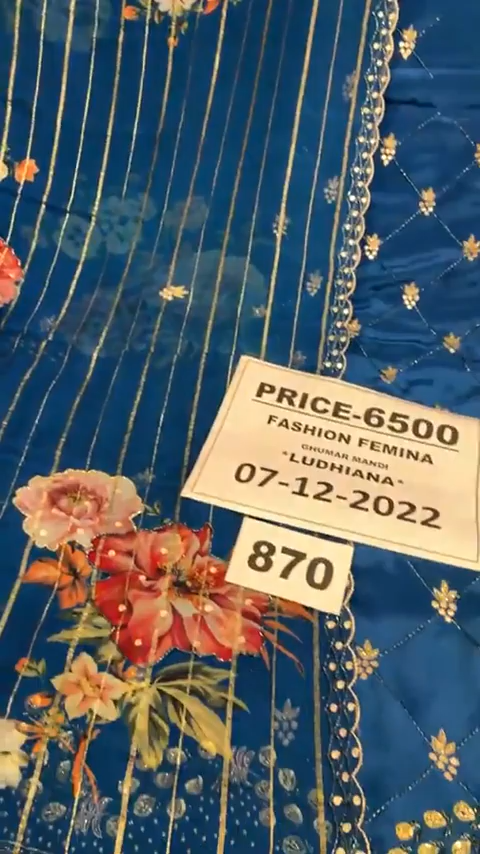 PRICE-6500
FASHION FEMINA
GHUMAR MANDI
*LUDHIANA*
07-12-2022
870